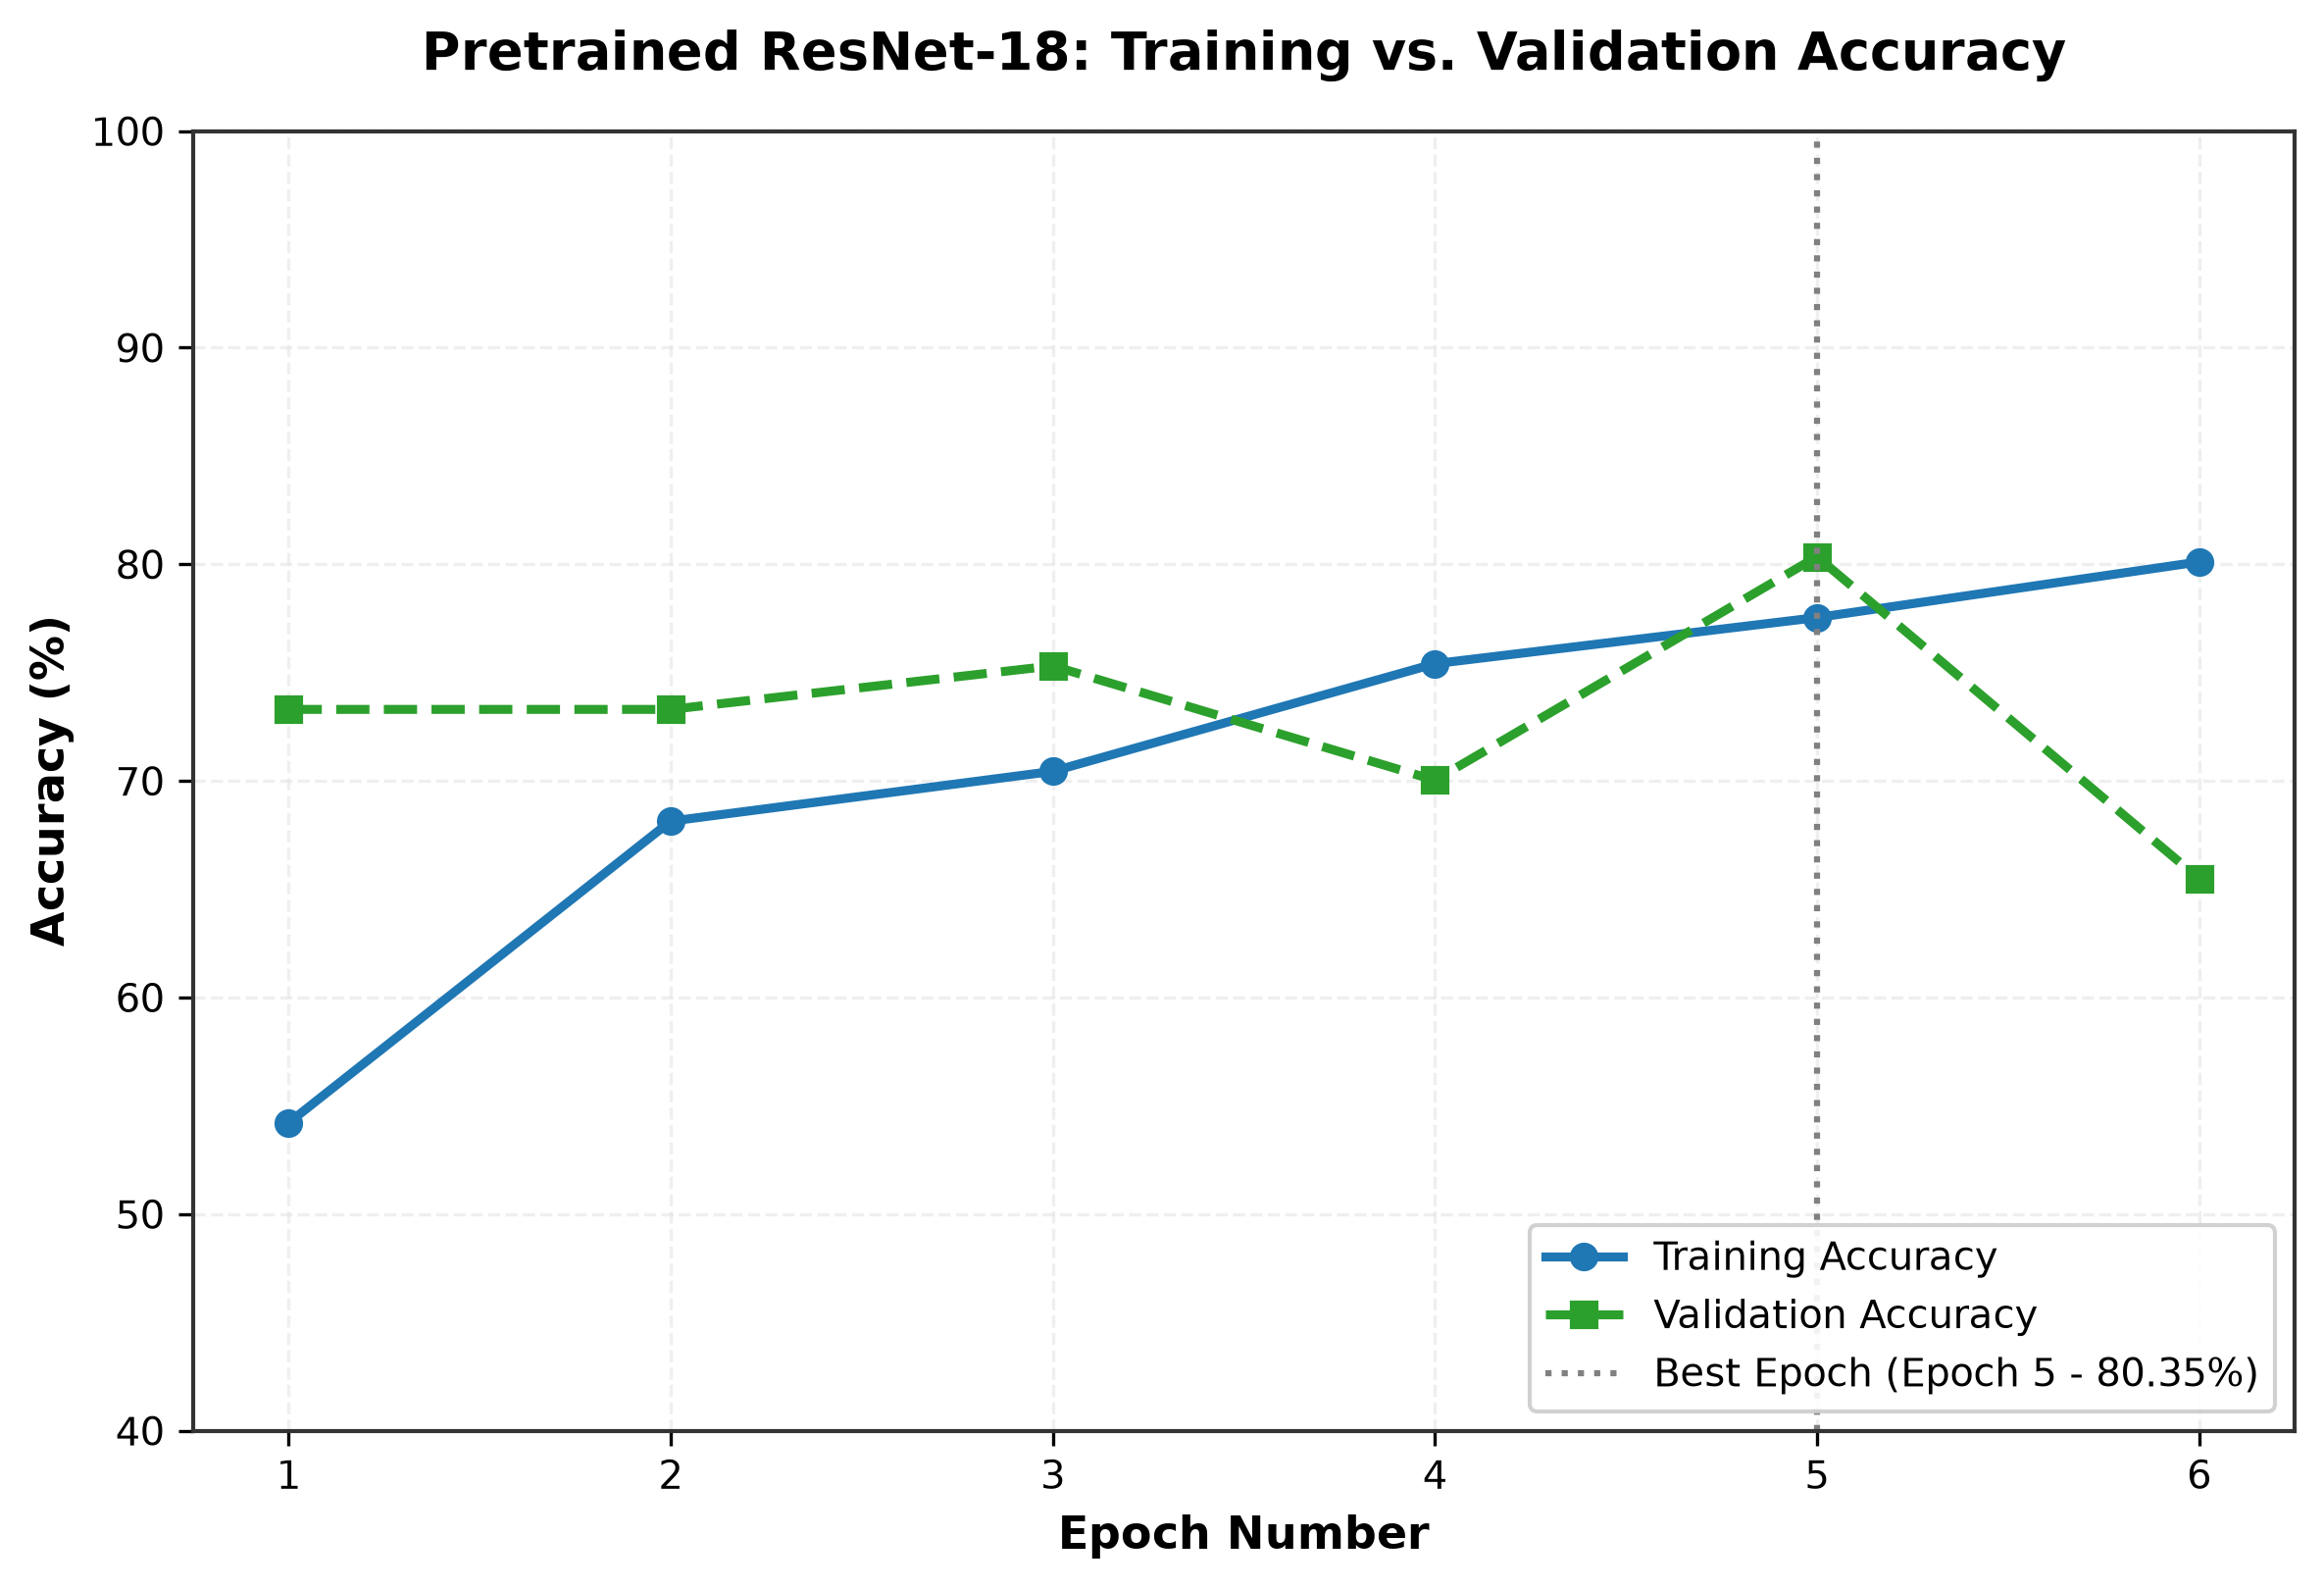 Pretrained ResNet-18: Training vs. Validation Accuracy
100
90
80
70
60
50
40
Accuracy (%)
1 2 3 4 5 6
Epoch Number
Training Accuracy
Validation Accuracy
Best Epoch (Epoch 5 - 80.35%)